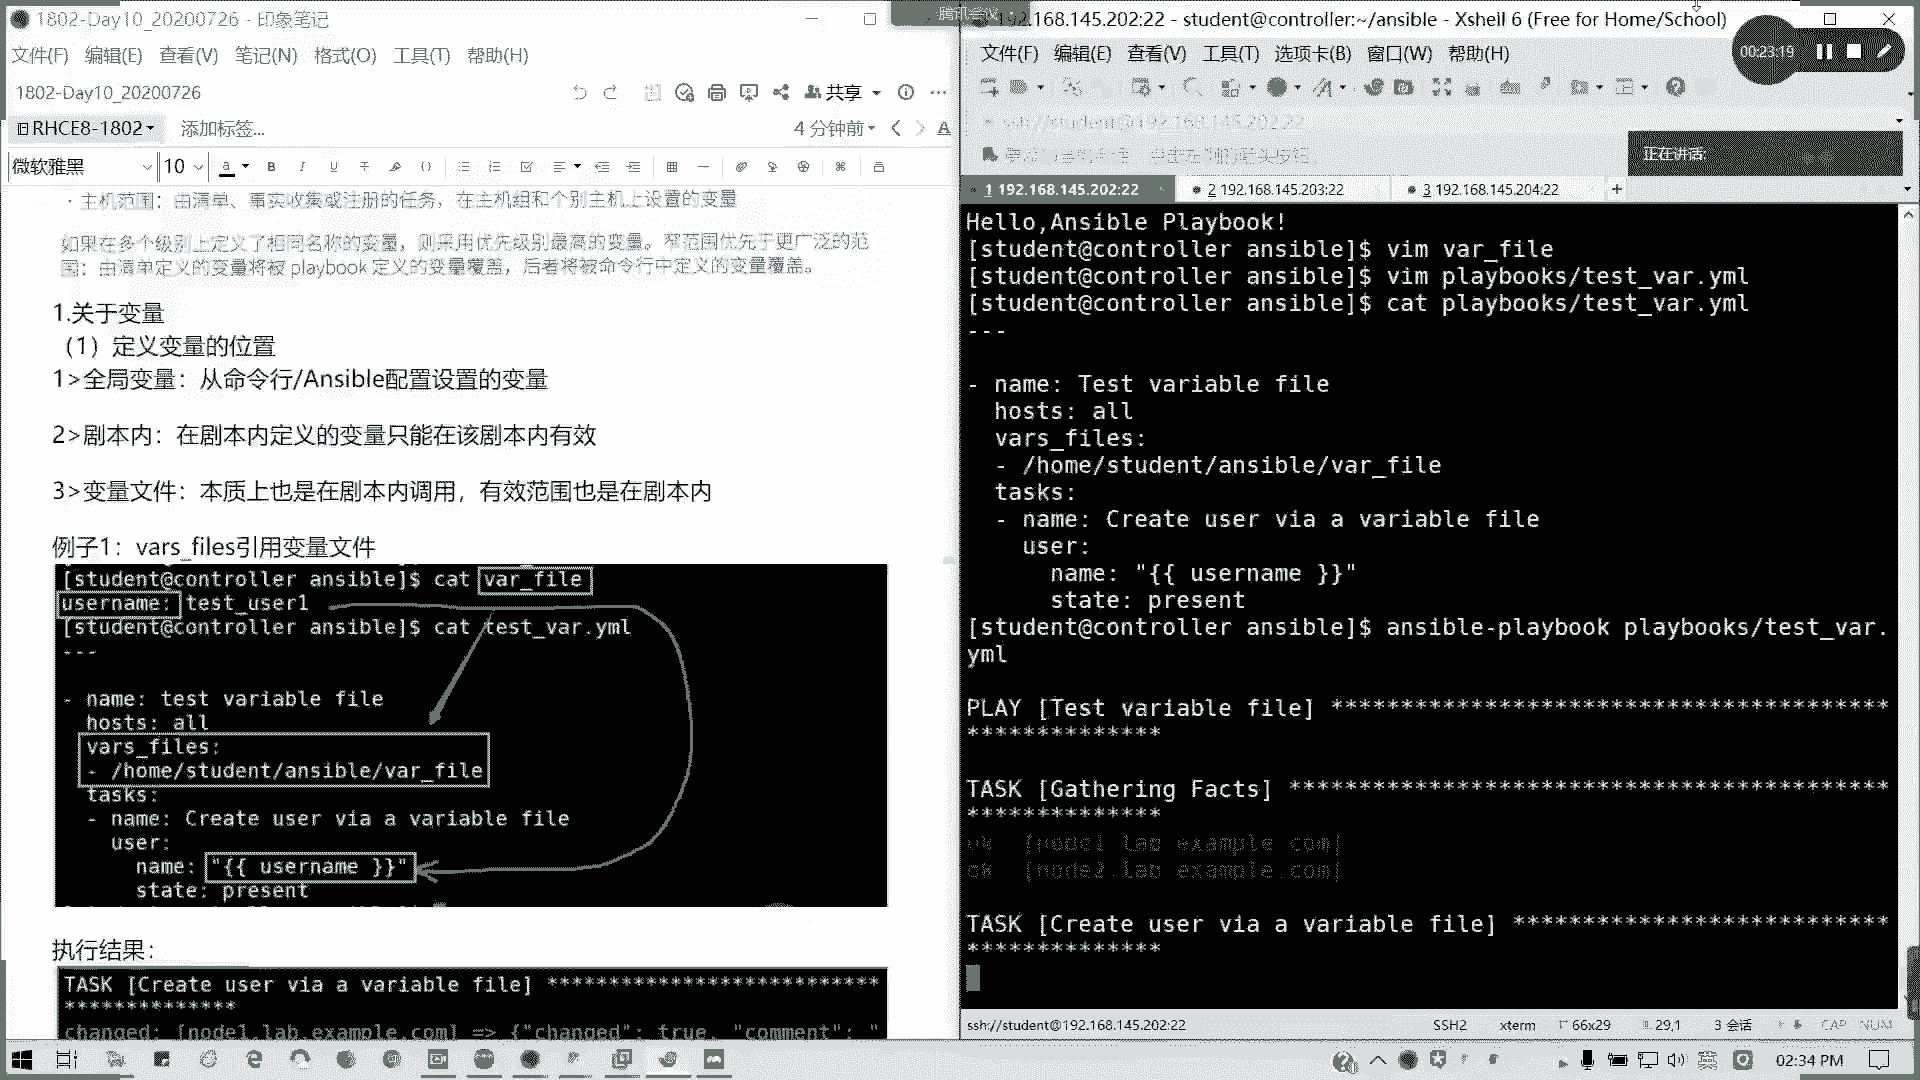 1802-Day10_20200726 - 印象笔记
文件(F) 编辑(E) 查看(V) 笔记(N) 格式(O) 工具(T) 帮助(H)
1802-Day10_20200726
共享
RHCE8-1802
添加标签...
4 分钟前
微软雅黑
10
· 主机范围：由清单、事实收集或注册的任务，在主机组和个别主机上设置的变量
如果在多个级别上定义了相同名称的变量，则采用优先级别最高的变量。窄范围优先于更广泛的范
围：由清单定义的变量将被 playbook 定义的变量覆盖，后者将被命令行中定义的变量覆盖。
1.关于变量
（1）定义变量的位置
1>全局变量：从命令行/Ansible配置设置的变量
2>剧本内：在剧本内定义的变量只能在该剧本内有效
3>变量文件：本质上也是在剧本内调用，有效范围也是在剧本内
例子1：vars_files引用变量文件
[student@controller ansible]$ cat var_file
username: test_user1
[student@controller ansible]$ cat test_var.yml
---
- name: test variable file
hosts: all
vars_files:
- /home/student/ansible/var_file
tasks:
- name: Create user via a variable file
user:
name: "{{ username }}"
state: present
执行结果：
TASK [Create user via a variable file] ****************************
**************
changed: [node1.lab.example.com] => {"changed": true, "comment": "
腾讯会议
192.168.145.202:22 - student@controller:~/ansible - Xshell 6 (Free for Home/School)
文件(F) 编辑(E) 查看(V) 工具(T) 选项卡(B) 窗口(W) 帮助(H)
00:23:19
ssh://student@192.168.145.202:22
正在讲话:
1 192.168.145.202:22
2 192.168.145.203:22
3 192.168.145.204:22
Hello,Ansible Playbook!
[student@controller ansible]$ vim var_file
[student@controller ansible]$ vim playbooks/test_var.yml
[student@controller ansible]$ cat playbooks/test_var.yml
---
- name: Test variable file
hosts: all
vars_files:
- /home/student/ansible/var_file
tasks:
- name: Create user via a variable file
user:
name: "{{ username }}"
state: present
[student@controller ansible]$ ansible-playbook playbooks/test_var.
yml
PLAY [Test variable file] ****************************************
**************
TASK [Gathering Facts] *******************************************
**************
ok: [node1.lab.example.com]
ok: [node2.lab.example.com]
TASK [Create user via a variable file] ***************************
**************
ssh://student@192.168.145.202:22
SSH2
xterm
66x29
29,1
3 会话
CAP NUM
英
02:34 PM